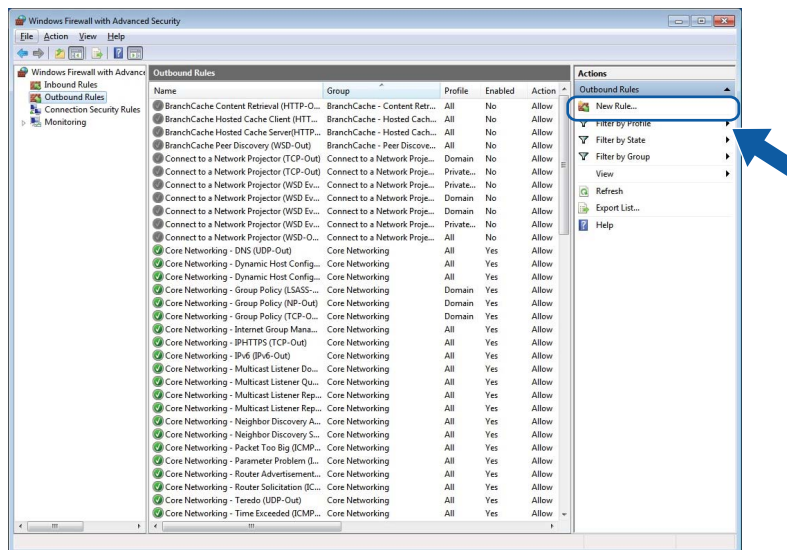 Windows Firewall with Advanced Security
File Action View Help
Windows Firewall with Advance
Inbound Rules
Outbound Rules
Connection Security Rules
Monitoring
Outbound Rules
Name Group Profile Enabled Action
BranchCache Content Retrieval (HTTP-O... BranchCache - Content Retr... All No Allow
BranchCache Hosted Cache Client (HTT... BranchCache - Hosted Cach... All No Allow
BranchCache Hosted Cache Server(HTTP... BranchCache - Hosted Cach... All No Allow
BranchCache Peer Discovery (WSD-Out) BranchCache - Peer Discove... All No Allow
Connect to a Network Projector (TCP-Out) Connect to a Network Proje... Domain No Allow
Connect to a Network Projector (TCP-Out) Connect to a Network Proje... Private... No Allow
Connect to a Network Projector (WSD Ev... Connect to a Network Proje... Private... No Allow
Connect to a Network Projector (WSD Ev... Connect to a Network Proje... Domain No Allow
Connect to a Network Projector (WSD Ev... Connect to a Network Proje... Domain No Allow
Connect to a Network Projector (WSD Ev... Connect to a Network Proje... Private... No Allow
Connect to a Network Projector (WSD-O... Connect to a Network Proje... All No Allow
Core Networking - DNS (UDP-Out) Core Networking All Yes Allow
Core Networking - Dynamic Host Config... Core Networking All Yes Allow
Core Networking - Dynamic Host Config... Core Networking All Yes Allow
Core Networking - Group Policy (LSASS-... Core Networking Domain Yes Allow
Core Networking - Group Policy (NP-Out) Core Networking Domain Yes Allow
Core Networking - Group Policy (TCP-O... Core Networking Domain Yes Allow
Core Networking - Internet Group Mana... Core Networking All Yes Allow
Core Networking - IPHTTPS (TCP-Out) Core Networking All Yes Allow
Core Networking - IPv6 (IPv6-Out) Core Networking All Yes Allow
Core Networking - Multicast Listener Do... Core Networking All Yes Allow
Core Networking - Multicast Listener Qu... Core Networking All Yes Allow
Core Networking - Multicast Listener Rep... Core Networking All Yes Allow
Core Networking - Multicast Listener Rep... Core Networking All Yes Allow
Core Networking - Neighbor Discovery A... Core Networking All Yes Allow
Core Networking - Neighbor Discovery S... Core Networking All Yes Allow
Core Networking - Packet Too Big (ICMP... Core Networking All Yes Allow
Core Networking - Parameter Problem (I... Core Networking All Yes Allow
Core Networking - Router Advertisement... Core Networking All Yes Allow
Core Networking - Router Solicitation (IC... Core Networking All Yes Allow
Core Networking - Teredo (UDP-Out) Core Networking All Yes Allow
Core Networking - Time Exceeded (ICMP... Core Networking All Yes Allow
Actions
Outbound Rules
New Rule...
Filter by Profile
Filter by State
Filter by Group
View
Refresh
Export List...
Help